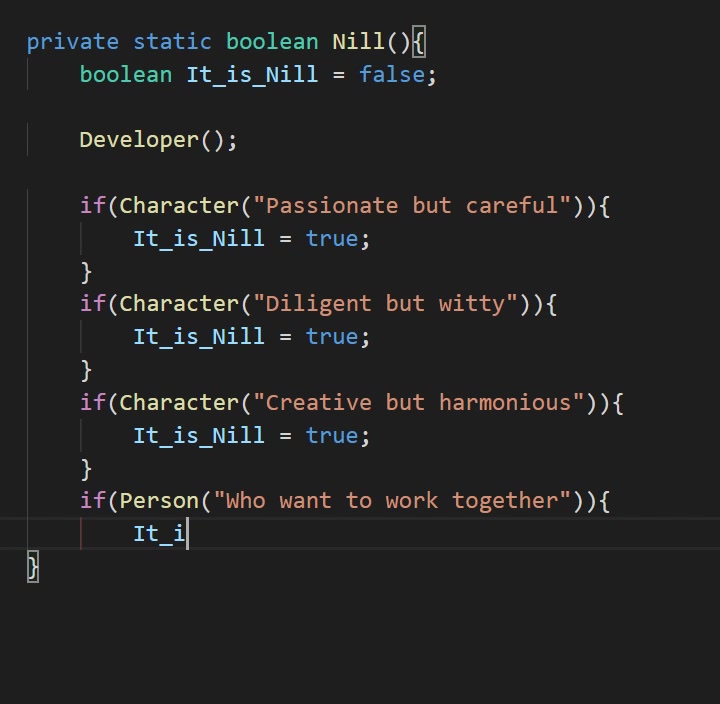 private static boolean Nill(){
    boolean It_is_Nill = false;

    Developer();

    if(Character("Passionate but careful")){
        It_is_Nill = true;
    }
    if(Character("Diligent but witty")){
        It_is_Nill = true;
    }
    if(Character("Creative but harmonious")){
        It_is_Nill = true;
    }
    if(Person("Who want to work together")){
        It_i
}